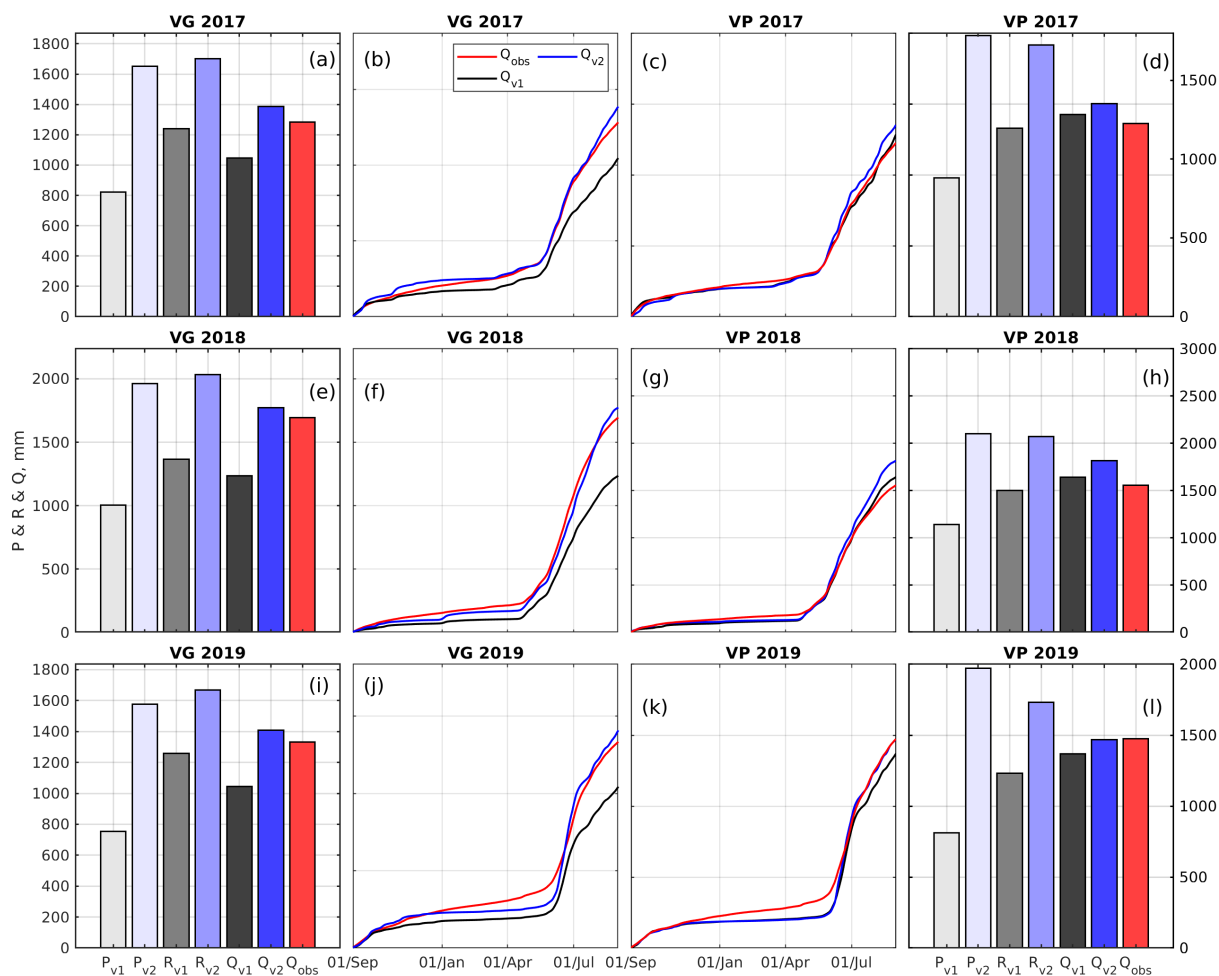 VG 2017
VG 2017
VP 2017
VP 2017
1800
1600
1400
1200
1000
800
600
400
200
0
(a)
(b)
Q_obs
Q_v2
Q_v1
(c)
(d)
1500
1000
500
0
VG 2018
VG 2018
VP 2018
VP 2018
P & R & Q, mm
2000
1500
1000
500
0
(e)
(f)
(g)
(h)
3000
2500
2000
1500
1000
500
0
VG 2019
VG 2019
VP 2019
VP 2019
1800
1600
1400
1200
1000
800
600
400
200
0
(i)
(j)
(k)
(l)
2000
1500
1000
500
0
P_v1 P_v2 R_v1 R_v2 Q_v1 Q_v2 Q_obs
01/Sep 01/Jan 01/Apr 01/Jul
01/Sep 01/Jan 01/Apr 01/Jul
P_v1 P_v2 R_v1 R_v2 Q_v1 Q_v2 Q_obs